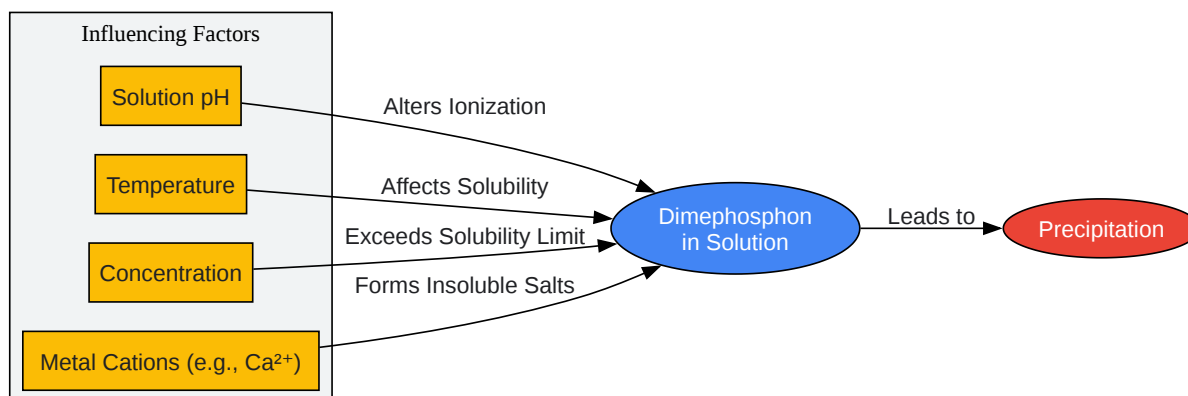 Influencing Factors
Solution pH
Alters Ionization
Temperature
Affects Solubility
Exceeds Solubility Limit
Concentration
Forms Insoluble Salts
Metal Cations (e.g., Ca²⁺)
Dimephosphon
in Solution
Leads to
Precipitation